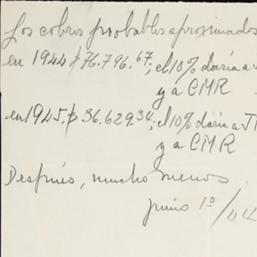 Los cobros probables aproximados
en 1944 $76.796.67; el 10% daría a
y a CMR
en 1945 $36.629.34; el 10% daría a
y a CMR
Después, mucho menos
junio 1º/44